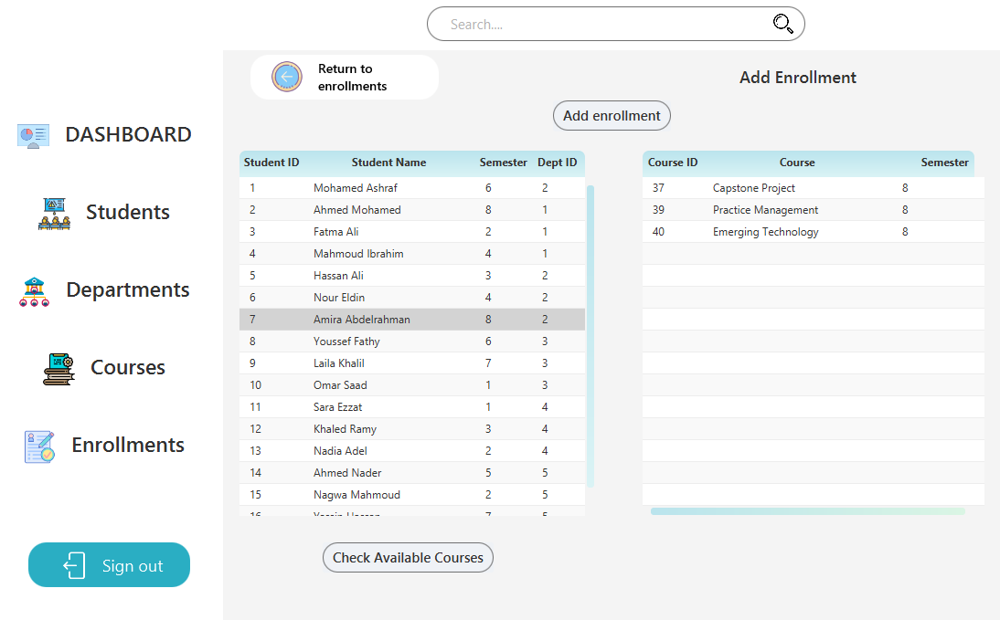 Search....
Return to
enrollments
Add Enrollment
Add enrollment
DASHBOARD
Students
Departments
Courses
Enrollments
Sign out
Student ID Student Name Semester Dept ID
1 Mohamed Ashraf 6 2
2 Ahmed Mohamed 8 1
3 Fatma Ali 2 1
4 Mahmoud Ibrahim 4 1
5 Hassan Ali 3 2
6 Nour Eldin 4 2
7 Amira Abdelrahman 8 2
8 Youssef Fathy 6 3
9 Laila Khalil 7 3
10 Omar Saad 1 3
11 Sara Ezzat 1 4
12 Khaled Ramy 3 4
13 Nadia Adel 2 4
14 Ahmed Nader 5 5
15 Nagwa Mahmoud 2 5
Course ID Course Semester
37 Capstone Project 8
39 Practice Management 8
40 Emerging Technology 8
Check Available Courses